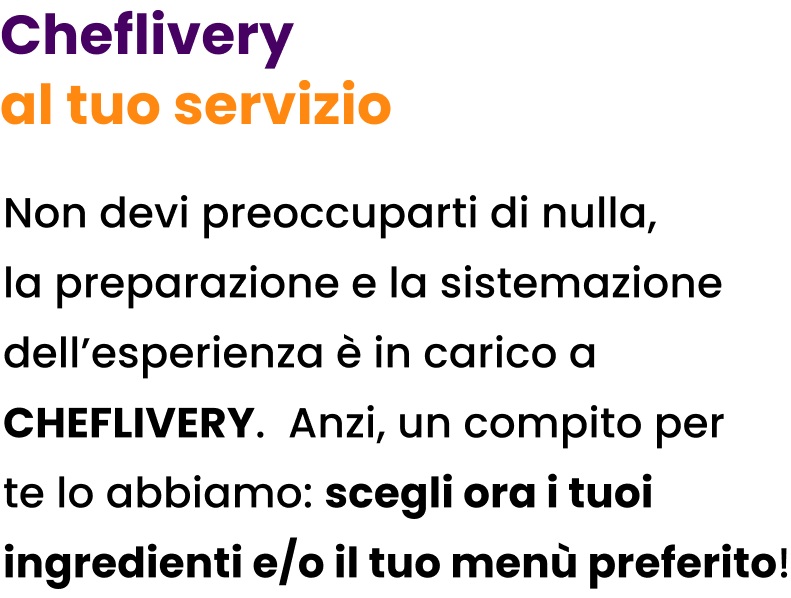 Cheflivery
al tuo servizio
Non devi preoccuparti di nulla,
la preparazione e la sistemazione
dell’esperienza è in carico a
CHEFLIVERY.  Anzi, un compito per
te lo abbiamo: scegli ora i tuoi
ingredienti e/o il tuo menù preferito!